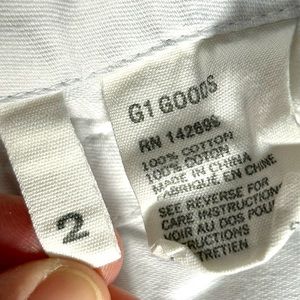 2
G1 GOODS
RN 142695
100% COTTON
100% COTON
MADE IN CHINA
FABRIQUE EN CHINE
SEE REVERSE FOR
CARE INSTRUCTIONS
VOIR AU DOS POUR
INSTRUCTIONS
ENTRETIEN